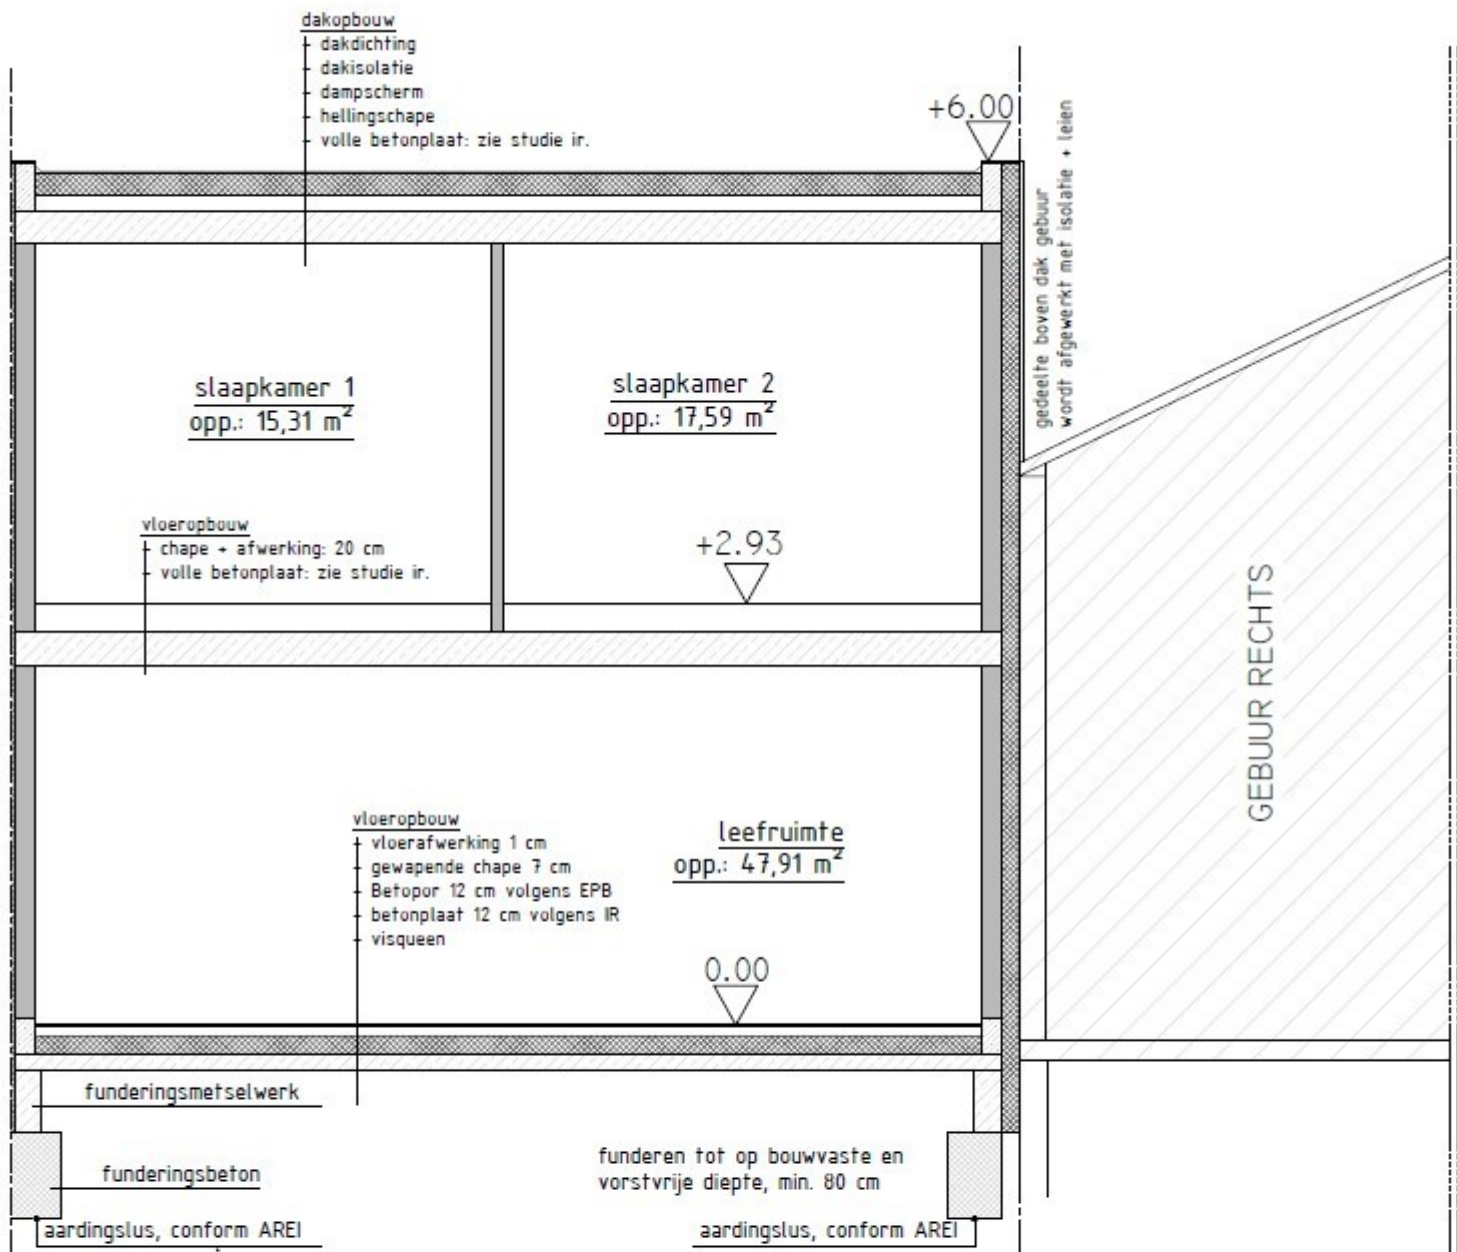 dakopbouw
dakdichting
dakisolatie
dampscherm
hellingschape
volle betonplaat: zie studie ir.
+6.00
gedeelte boven dak gebuur
wordt afgewerkt met isolatie + leien
slaapkamer 1
opp.: 15,31 m²
slaapkamer 2
opp.: 17,59 m²
vloeropbouw
chape + afwerking: 20 cm
volle betonplaat: zie studie ir.
+2.93
GEBUUR RECHTS
vloeropbouw
vloerafwerking 1 cm
gewapende chape 7 cm
Betopor 12 cm volgens EPB
betonplaat 12 cm volgens IR
visqueen
leefruimte
opp.: 47,91 m²
0.00
funderingsmetselwerk
funderingsbeton
funderen tot op bouwvaste en
vorstvrije diepte, min. 80 cm
aardingslus, conform AREI
aardingslus, conform AREI